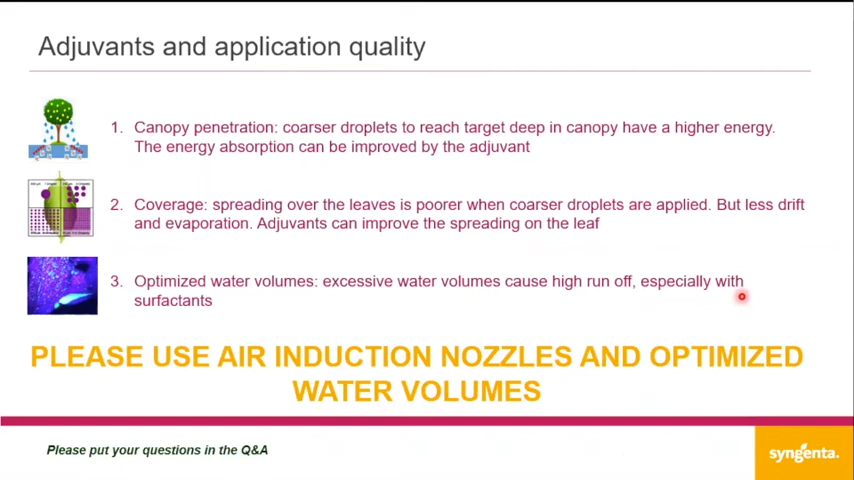 Adjuvants and application quality
1. Canopy penetration: coarser droplets to reach target deep in canopy have a higher energy.
The energy absorption can be improved by the adjuvant
2. Coverage: spreading over the leaves is poorer when coarser droplets are applied. But less drift
and evaporation. Adjuvants can improve the spreading on the leaf
3. Optimized water volumes: excessive water volumes cause high run off, especially with
surfactants
PLEASE USE AIR INDUCTION NOZZLES AND OPTIMIZED
WATER VOLUMES
Please put your questions in the Q&A
syngenta.